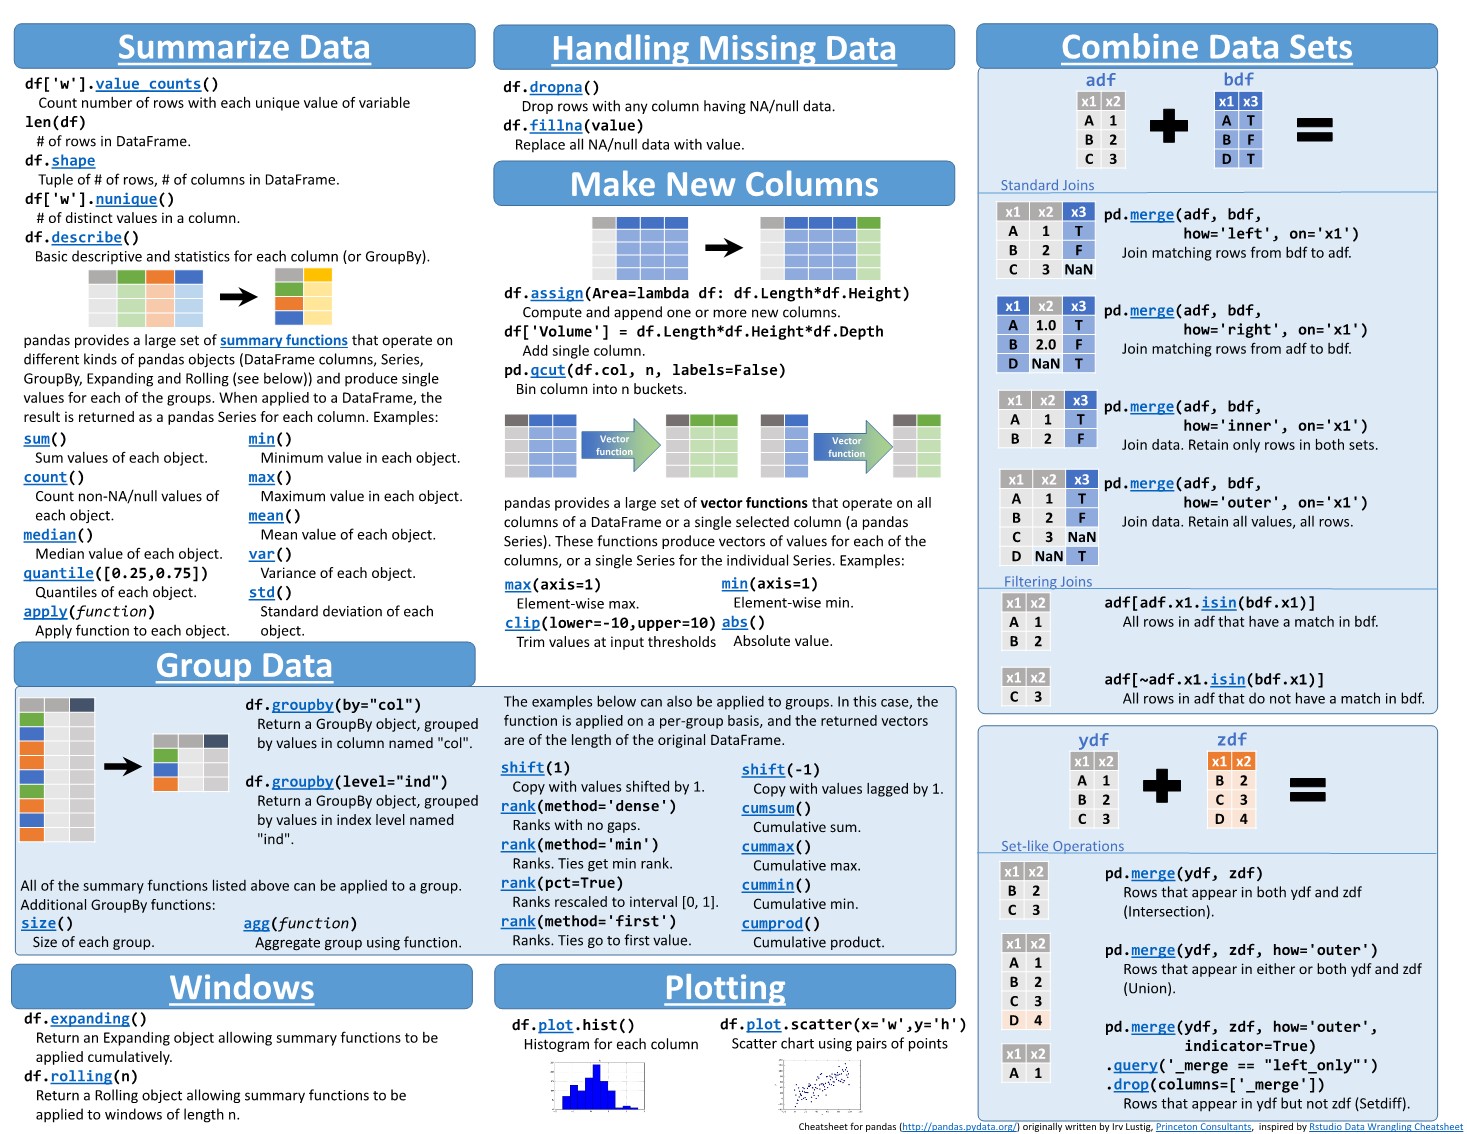 Summarize Data
df['w'].value_counts()
Count number of rows with each unique value of variable
len(df)
# of rows in DataFrame.
df.shape
Tuple of # of rows, # of columns in DataFrame.
df['w'].nunique()
# of distinct values in a column.
df.describe()
Basic descriptive and statistics for each column (or GroupBy).
pandas provides a large set of summary functions that operate on
different kinds of pandas objects (DataFrame columns, Series,
GroupBy, Expanding and Rolling (see below)) and produce single
values for each of the groups. When applied to a DataFrame, the
result is returned as a pandas Series for each column. Examples:
sum()
Sum values of each object.
count()
Count non-NA/null values of
each object.
median()
Median value of each object.
quantile([0.25,0.75])
Quantiles of each object.
apply(function)
Apply function to each object.
min()
Minimum value in each object.
max()
Maximum value in each object.
mean()
Mean value of each object.
var()
Variance of each object.
std()
Standard deviation of each
object.
Group Data
df.groupby(by="col")
Return a GroupBy object, grouped
by values in column named "col".
df.groupby(level="ind")
Return a GroupBy object, grouped
by values in index level named
"ind".
All of the summary functions listed above can be applied to a group.
Additional GroupBy functions:
size()
Size of each group.
agg(function)
Aggregate group using function.
Windows
df.expanding()
Return an Expanding object allowing summary functions to be
applied cumulatively.
df.rolling(n)
Return a Rolling object allowing summary functions to be
applied to windows of length n.
Handling Missing Data
df.dropna()
Drop rows with any column having NA/null data.
df.fillna(value)
Replace all NA/null data with value.
Make New Columns
df.assign(Area=lambda df: df.Length*df.Height)
Compute and append one or more new columns.
df['Volume'] = df.Length*df.Height*df.Depth
Add single column.
pd.qcut(df.col, n, labels=False)
Bin column into n buckets.
Vector
function
Vector
function
pandas provides a large set of vector functions that operate on all
columns of a DataFrame or a single selected column (a pandas
Series). These functions produce vectors of values for each of the
columns, or a single Series for the individual Series. Examples:
max(axis=1)
Element-wise max.
clip(lower=-10,upper=10)
Trim values at input thresholds
min(axis=1)
Element-wise min.
abs()
Absolute value.
The examples below can also be applied to groups. In this case, the
function is applied on a per-group basis, and the returned vectors
are of the length of the original DataFrame.
shift(1)
Copy with values shifted by 1.
rank(method='dense')
Ranks with no gaps.
rank(method='min')
Ranks. Ties get min rank.
rank(pct=True)
Ranks rescaled to interval [0, 1].
rank(method='first')
Ranks. Ties go to first value.
shift(-1)
Copy with values lagged by 1.
cumsum()
Cumulative sum.
cummax()
Cumulative max.
cummin()
Cumulative min.
cumprod()
Cumulative product.
Plotting
df.plot.hist()
Histogram for each column
df.plot.scatter(x='w',y='h')
Scatter chart using pairs of points
Combine Data Sets
adf
x1 x2
A 1
B 2
C 3
bdf
x1 x3
A T
B F
D T
Standard Joins
x1 x2 x3
A 1 T
B 2 F
C 3 NaN
pd.merge(adf, bdf,
how='left', on='x1')
Join matching rows from bdf to adf.
x1 x2 x3
A 1.0 T
B 2.0 F
D NaN T
pd.merge(adf, bdf,
how='right', on='x1')
Join matching rows from adf to bdf.
x1 x2 x3
A 1 T
B 2 F
pd.merge(adf, bdf,
how='inner', on='x1')
Join data. Retain only rows in both sets.
x1 x2 x3
A 1 T
B 2 F
C 3 NaN
D NaN T
pd.merge(adf, bdf,
how='outer', on='x1')
Join data. Retain all values, all rows.
Filtering Joins
x1 x2
A 1
B 2
adf[adf.x1.isin(bdf.x1)]
All rows in adf that have a match in bdf.
x1 x2
C 3
adf[~adf.x1.isin(bdf.x1)]
All rows in adf that do not have a match in bdf.
ydf
x1 x2
A 1
B 2
C 3
zdf
x1 x2
B 2
C 3
D 4
Set-like Operations
x1 x2
B 2
C 3
pd.merge(ydf, zdf)
Rows that appear in both ydf and zdf
(Intersection).
x1 x2
A 1
B 2
C 3
D 4
pd.merge(ydf, zdf, how='outer')
Rows that appear in either or both ydf and zdf
(Union).
x1 x2
A 1
pd.merge(ydf, zdf, how='outer',
indicator=True)
.query('_merge == "left_only"')
.drop(columns=['_merge'])
Rows that appear in ydf but not zdf (Setdiff).
Cheatsheet for pandas (http://pandas.pydata.org/) originally written by Irv Lustig, Princeton Consultants, inspired by Rstudio Data Wrangling Cheatsheet